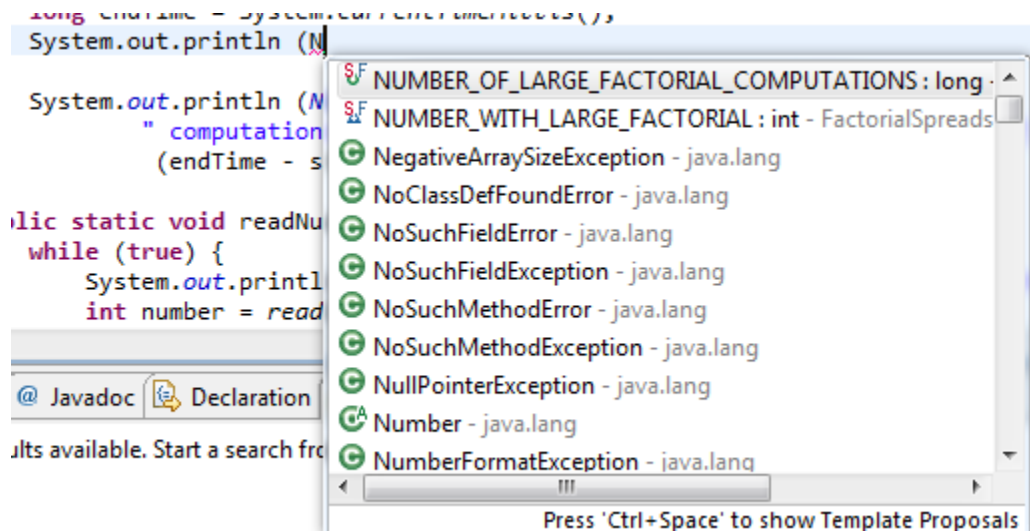 long endTime = System.currentTimeMillis();
System.out.println (N
System.out.println (N
" computation
(endTime - s
blic static void readNu
while (true) {
System.out.printl
int number = read
NUMBER_OF_LARGE_FACTORIAL_COMPUTATIONS : long -
NUMBER_WITH_LARGE_FACTORIAL : int - FactorialSpreads
NegativeArraySizeException - java.lang
NoClassDefFoundError - java.lang
NoSuchFieldError - java.lang
NoSuchFieldException - java.lang
NoSuchMethodError - java.lang
NoSuchMethodException - java.lang
NullPointerException - java.lang
Number - java.lang
NumberFormatException - java.lang
Press 'Ctrl+Space' to show Template Proposals
@ Javadoc Declaration
ults available. Start a search fro